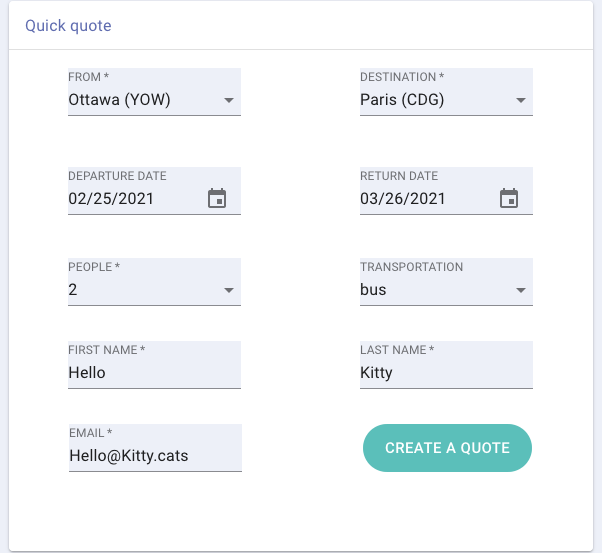 Quick quote
FROM *
DESTINATION *
Ottawa (YOW)
Paris (CDG)
DEPARTURE DATE
RETURN DATE
02/25/2021
03/26/2021
PEOPLE *
TRANSPORTATION
2
bus
FIRST NAME *
LAST NAME *
Hello
Kitty
EMAIL *
Hello@Kitty.cats
CREATE A QUOTE